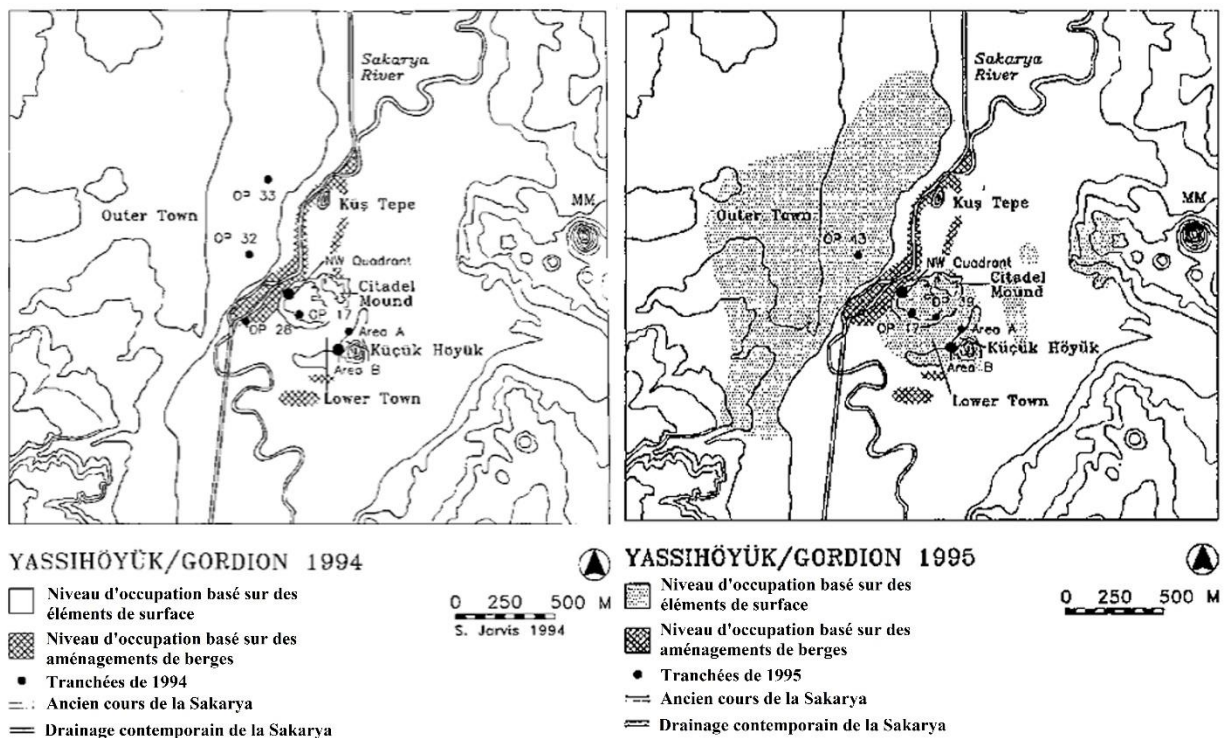 Sakarya
River
OP 33
Outer Town
OP 32
Kuş Tepe
MM
NW Quadrant
Citadel
Mound
OP 17
OP 28
Area A
Küçük Höyük
Area B
Lower Town
YASSIHÖYÜK/GORDION 1994
Niveau d'occupation basé sur des
éléments de surface
Niveau d'occupation basé sur des
aménagements de berges
Tranchées de 1994
Ancien cours de la Sakarya
Drainage contemporain de la Sakarya
0 250 500 M
S. Jarvis 1994
Sakarya
River
Kuş Tepe
MM
Outer Town
OP 43
NW Quadrant
Citadel
Mound
OP 17
Area A
Küçük Höyük
Area B
Lower Town
YASSIHÖYÜK/GORDION 1995
Niveau d'occupation basé sur des
éléments de surface
Niveau d'occupation basé sur des
aménagements de berges
Tranchées de 1995
Ancien cours de la Sakarya
Drainage contemporain de la Sakarya
0 250 500 M